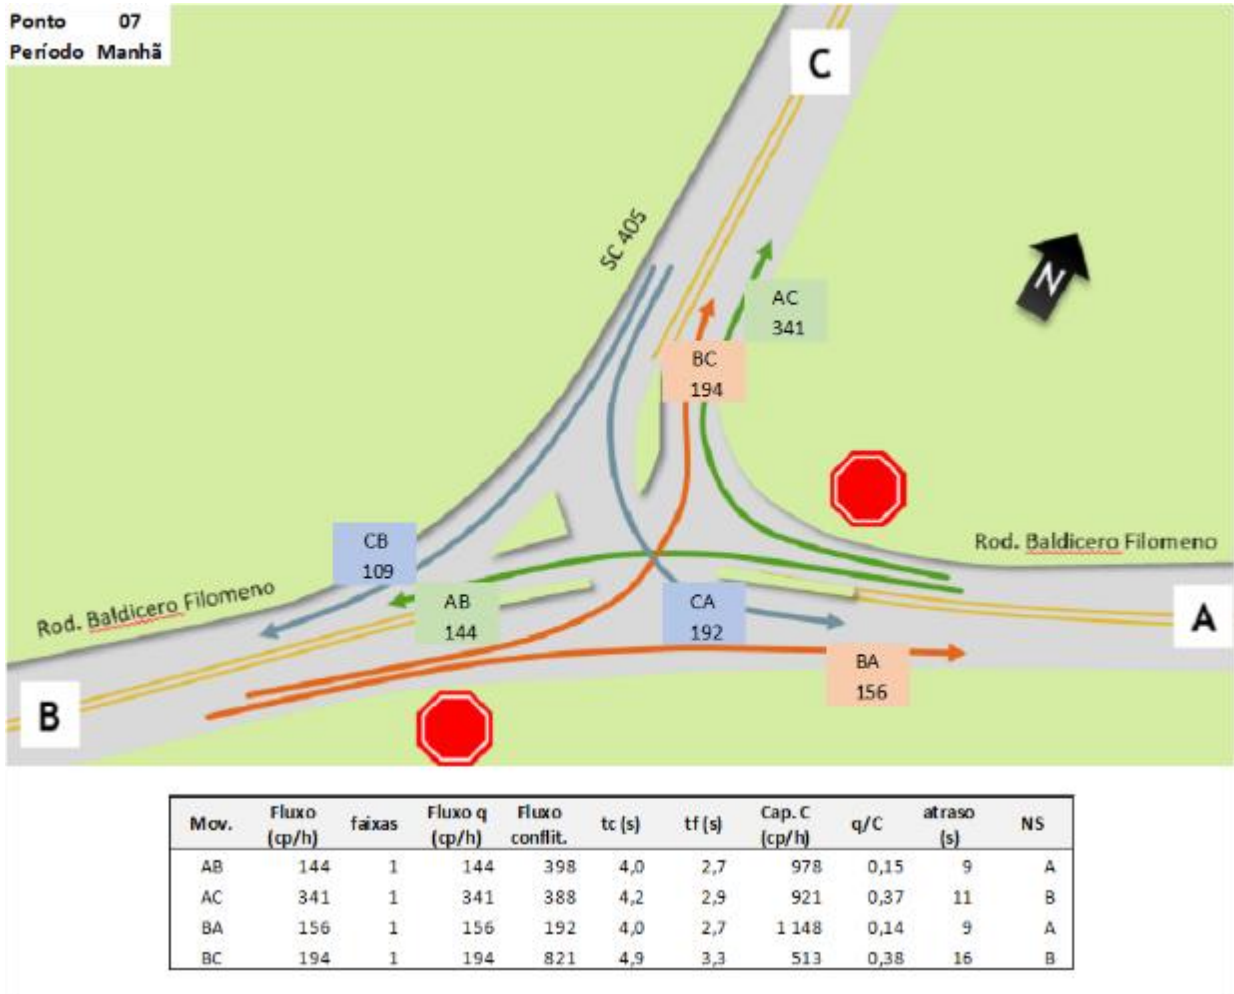 Ponto 07
Período Manhã
C
SC 405
N
AC
341
BC
194
Rod. Baldicero Filomeno
CB
109
Rod. Baldicero Filomeno
AB
144
CA
192
A
BA
156
B
Mov. Fluxo (cp/h) faixas Fluxo q (cp/h) Fluxo conflit. tc (s) tf (s) Cap. C (cp/h) q/C atraso (s) NS
AB 144 1 144 398 4,0 2,7 978 0,15 9 A
AC 341 1 341 388 4,2 2,9 921 0,37 11 B
BA 156 1 156 192 4,0 2,7 1 148 0,14 9 A
BC 194 1 194 821 4,9 3,3 513 0,38 16 B